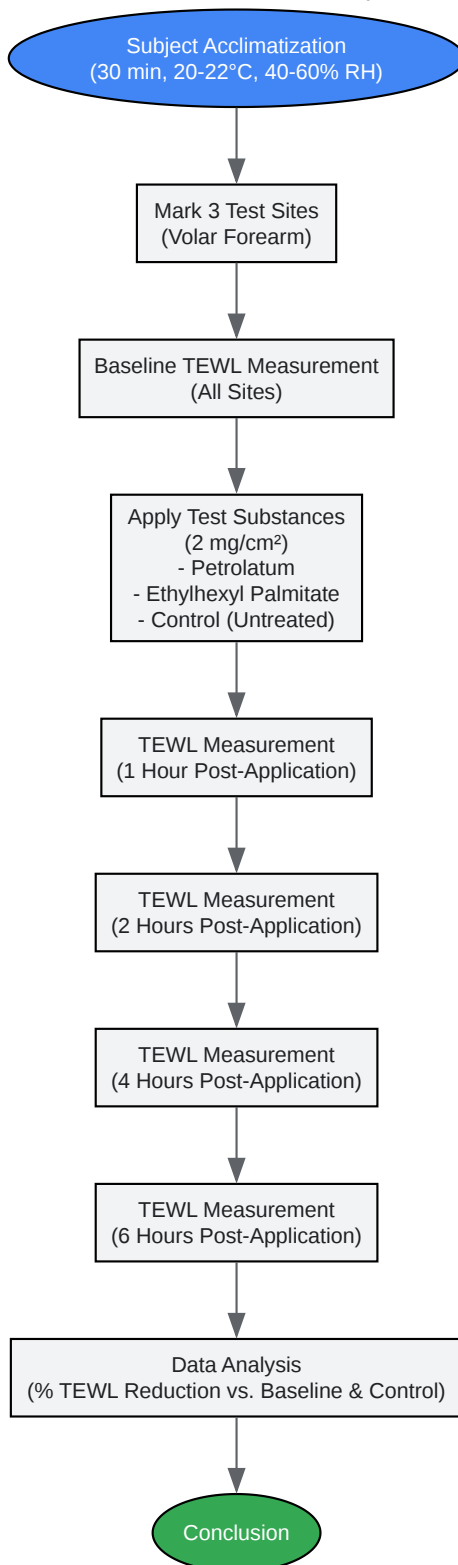 Subject Acclimatization
(30 min, 20-22°C, 40-60% RH)
Mark 3 Test Sites
(Volar Forearm)
Baseline TEWL Measurement
(All Sites)
Apply Test Substances
(2 mg/cm²)
- Petrolatum
- Ethylhexyl Palmitate
- Control (Untreated)
TEWL Measurement
(1 Hour Post-Application)
TEWL Measurement
(2 Hours Post-Application)
TEWL Measurement
(4 Hours Post-Application)
TEWL Measurement
(6 Hours Post-Application)
Data Analysis
(% TEWL Reduction vs. Baseline & Control)
Conclusion